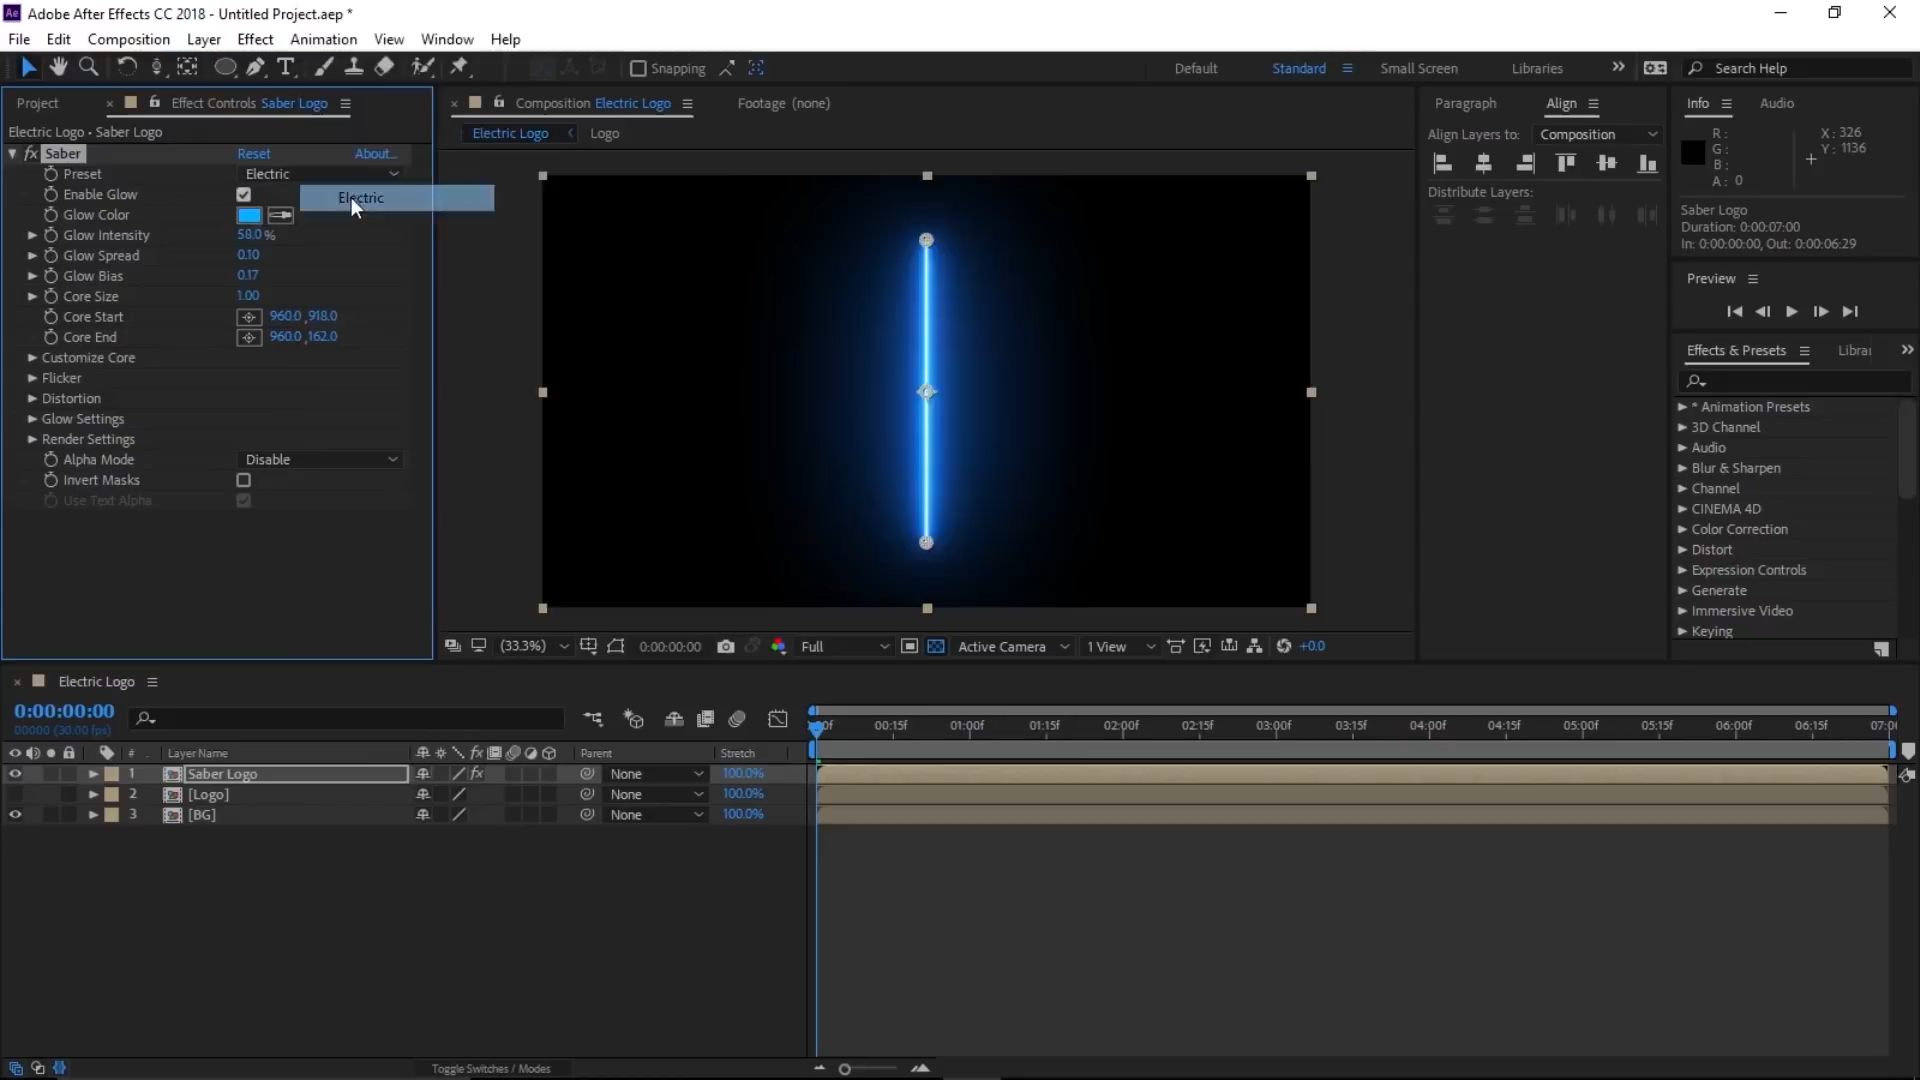 Ae Adobe After Effects CC 2018 - Untitled Project.aep *
File Edit Composition Layer Effect Animation View Window Help
Snapping Default Standard Small Screen Libraries Search Help
Project Effect Controls Saber Logo
Electric Logo • Saber Logo
fx Saber Reset About...
Preset Electric
Enable Glow
Electric
Glow Color
Glow Intensity 58.0 %
Glow Spread 0.10
Glow Bias 0.17
Core Size 1.00
Core Start 960.0 ,918.0
Core End 960.0 ,162.0
Customize Core
Flicker
Distortion
Glow Settings
Render Settings
Alpha Mode Disable
Invert Masks
Use Text Alpha
Composition Electric Logo Footage (none)
Electric Logo Logo
(33.3%) 0:00:00:00 Full Active Camera 1 View +0.0
Paragraph Align
Align Layers to: Composition
Distribute Layers:
Info Audio
R :
G :
B :
A : 0
X : 326
Y : 1136
Saber Logo
Duration: 0:00:07:00
In: 0:00:00:00, Out: 0:00:06:29
Preview
Effects & Presets Librar
* Animation Presets
3D Channel
Audio
Blur & Sharpen
Channel
CINEMA 4D
Color Correction
Distort
Expression Controls
Generate
Immersive Video
Keying
Electric Logo
0:00:00:00
00000 (30.00 fps)
:00f 00:15f 01:00f 01:15f 02:00f 02:15f 03:00f 03:15f 04:00f 04:15f 05:00f 05:15f 06:00f 06:15f 07:00
# Layer Name fx Parent Stretch
1 Saber Logo fx None 100.0%
2 [Logo] None 100.0%
3 [BG] None 100.0%
Toggle Switches / Modes